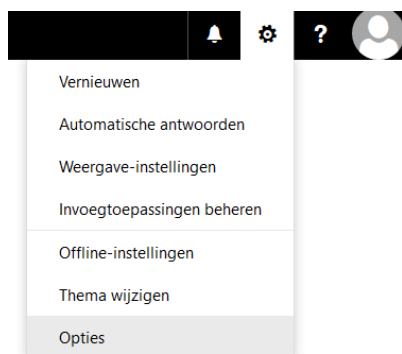 ?
Vernieuwen
Automatische antwoorden
Weergave-instellingen
Invoegtoepassingen beheren
Offline-instellingen
Thema wijzigen
Opties